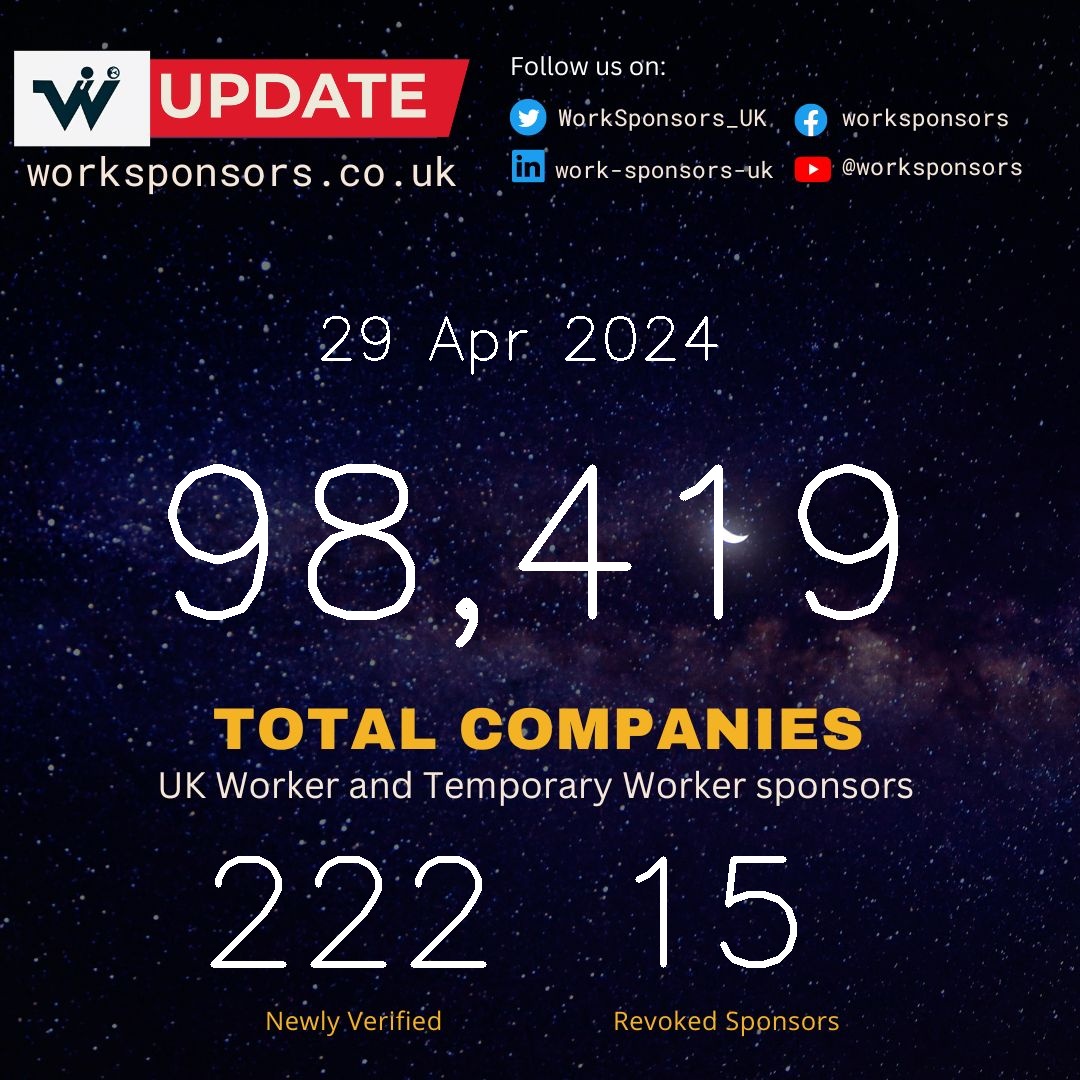 UPDATE
worksponsors.co.uk
Follow us on:
WorkSponsors_UK
worksponsors
work-sponsors-uk
@worksponsors
29 Apr 2024
98,419
TOTAL COMPANIES
UK Worker and Temporary Worker sponsors
222
15
Newly Verified
Revoked Sponsors